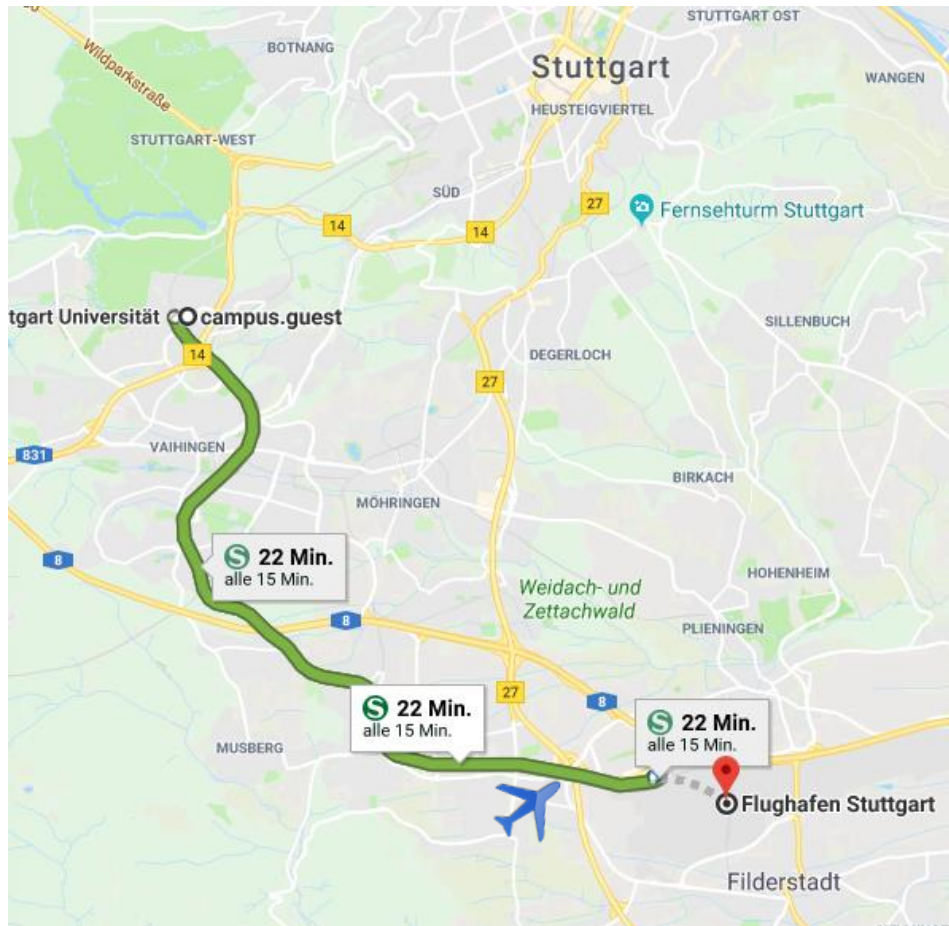 STUTTGART OST
BOTNANG
Stuttgart
WANGEN
Wildparkstraße
HEUSTEIGVIERTEL
STUTTGART-WEST
SÜD
27
14
14
Fernsehturm Stuttgart
tgart Universität
campus.guest
SILLENBUCH
14
DEGERLOCH
27
VAIHINGEN
831
BIRKACH
MÖHRINGEN
8
S 22 Min.
alle 15 Min.
HOHENHEIM
Weidach- und
Zettachwald
8
PLIENINGEN
27
8
S 22 Min.
alle 15 Min.
S 22 Min.
alle 15 Min.
MUSBERG
Flughafen Stuttgart
Filderstadt